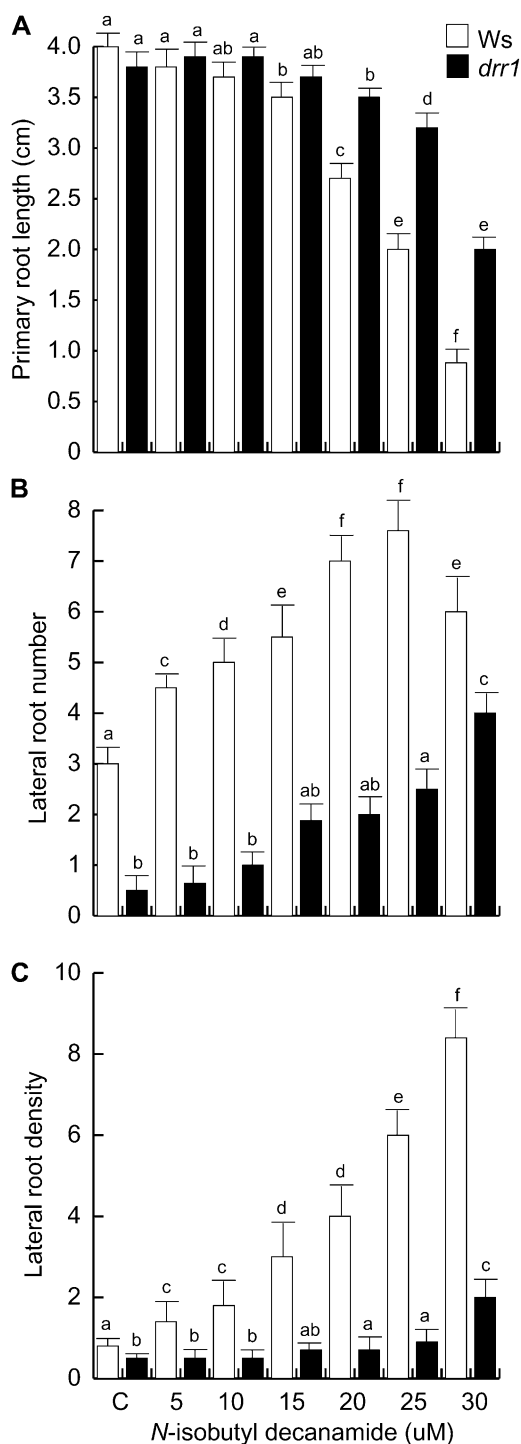 A
Ws
drr1
Primary root length (cm)
4.0
3.5
3.0
2.5
2.0
1.0
0.5
0
a a a a ab a b ab c b e d f e
B
Lateral root number
8
7
6
5
4
3
2
1
0
a b c b d b e ab f ab f a e c
C
Lateral root density
10
8
6
4
2
0
a b c b c b d ab d a e a f c
C 5 10 15 20 25 30
N-isobutyl decanamide (uM)